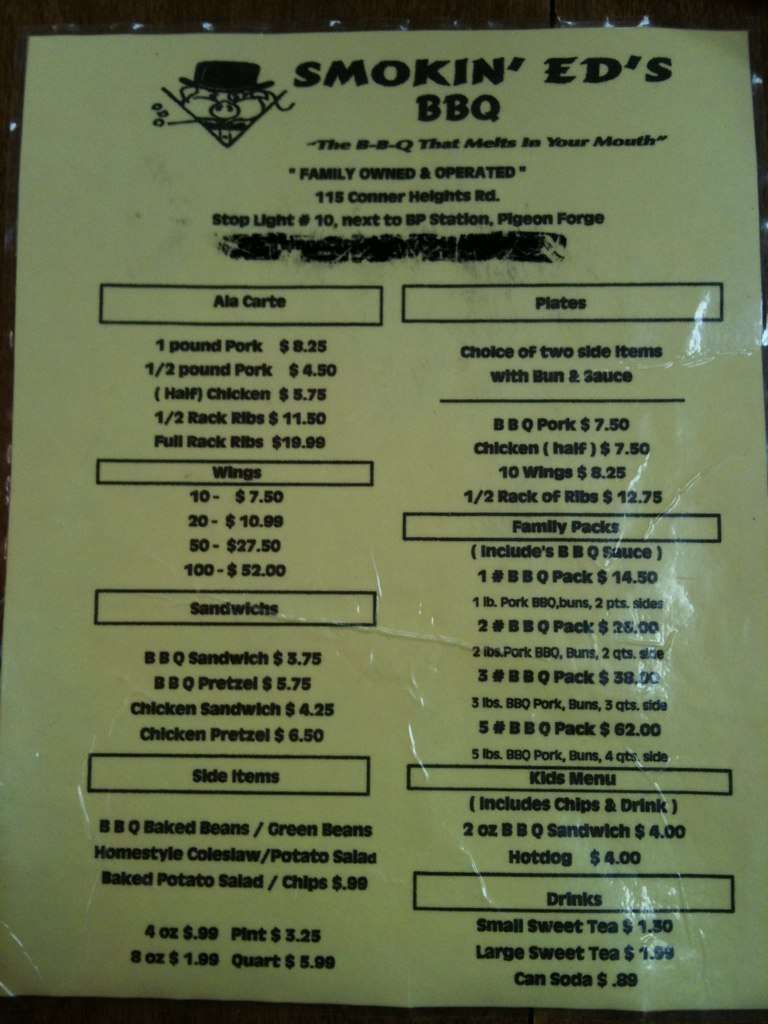 SMOKIN' ED'S
BBQ
"The B-B-Q That Melts In Your Mouth"
" FAMILY OWNED & OPERATED "
115 Conner Heights Rd.
Stop Light # 10, next to BP Station, Pigeon Forge
Ala Carte
1 pound Pork $ 8.25
1/2 pound Pork $ 4.50
( Half) Chicken $ 5.75
1/2 Rack Ribs $ 11.50
Full Rack Ribs $19.99
Wings
10 - $ 7.50
20 - $ 10.99
50 - $27.50
100 - $ 52.00
Sandwichs
B B Q Sandwich $ 3.75
B B Q Pretzel $ 5.75
Chicken Sandwich $ 4.25
Chicken Pretzel $ 6.50
Side Items
B B Q Baked Beans / Green Beans
Homestyle Coleslaw/Potato Salad
Baked Potato Salad / Chips $.99
4 oz $.99 Pint $ 3.25
8 oz $ 1.99 Quart $ 5.99
Plates
Choice of two side items
with Bun & Sauce
B B Q Pork $ 7.50
Chicken ( half ) $ 7.50
10 Wings $ 8.25
1/2 Rack of Ribs $ 12.75
Family Packs
( Include's B B Q Sauce )
1 # B B Q Pack $ 14.50
1 lb. Pork BBQ,buns, 2 pts. sides
2 # B B Q Pack $ 26.00
2 lbs.Pork BBQ, Buns, 2 qts. side
3 # B B Q Pack $ 38.00
3 lbs. BBQ Pork, Buns, 3 qts. side
5 # B B Q Pack $ 62.00
5 lbs. BBQ Pork, Buns, 4 qts. side
Kids Menu
( Includes Chips & Drink )
2 oz B B Q Sandwich $ 4.00
Hotdog $ 4.00
Drinks
Small Sweet Tea $ 1.30
Large Sweet Tea $ 1.59
Can Soda $ .89